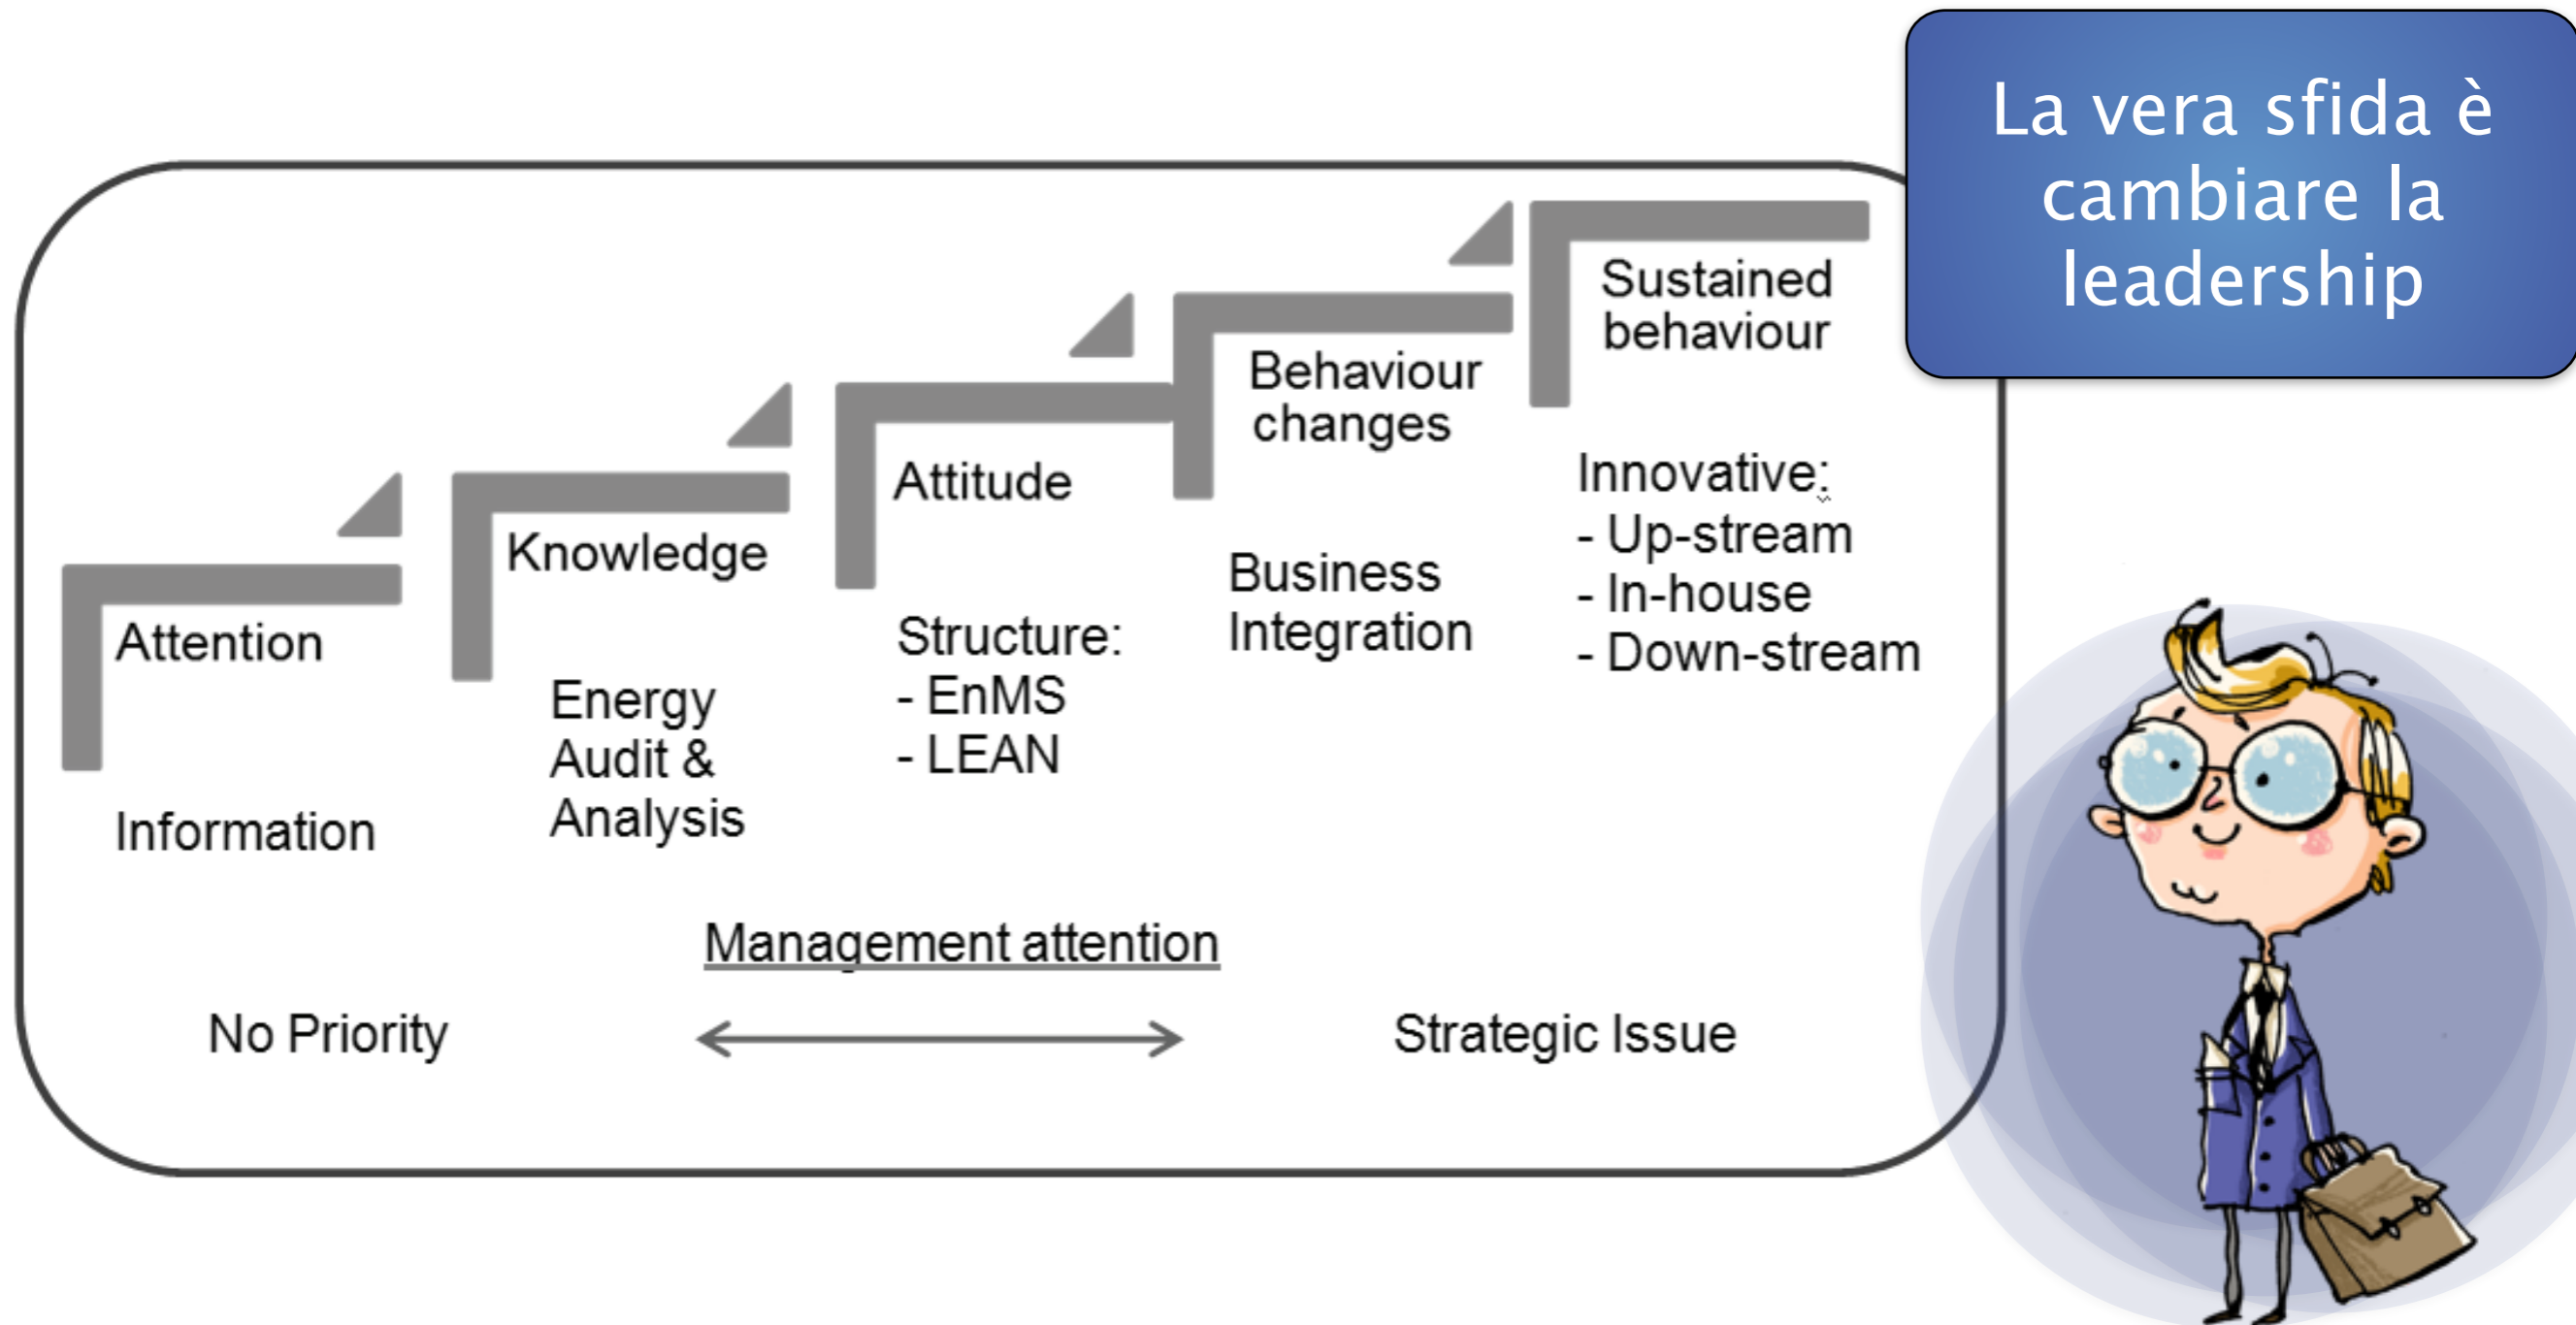 La vera sfida è
cambiare la
leadership
Attention
Information
Knowledge
Energy
Audit &
Analysis
Attitude
Structure:
- EnMS
- LEAN
Behaviour
changes
Business
Integration
Sustained
behaviour
Innovative:
- Up-stream
- In-house
- Down-stream
Management attention
No Priority
Strategic Issue